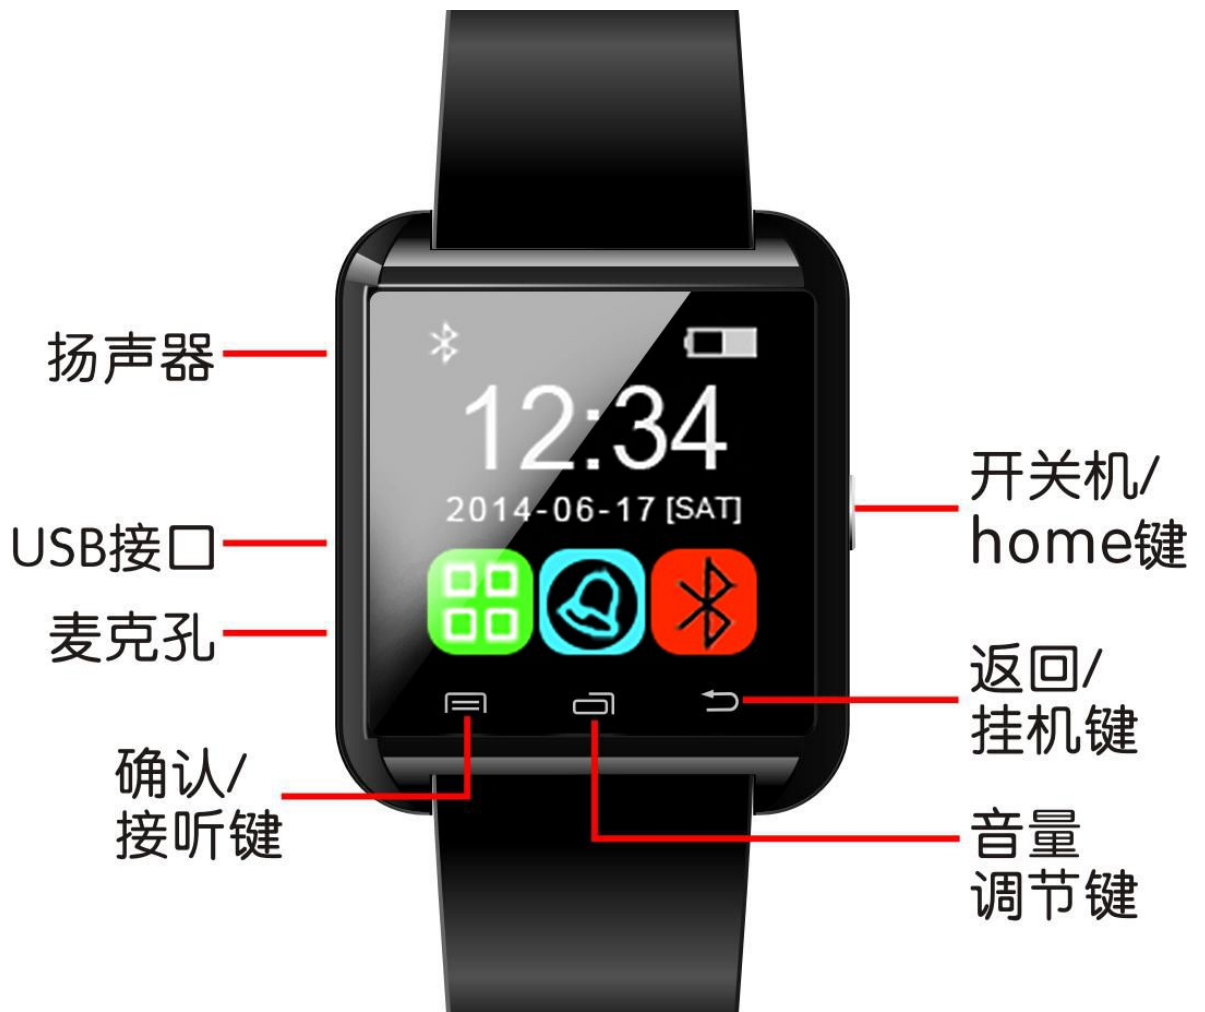 扬声器
USB接口
麦克孔
确认/
接听键
12:34
2014-06-17 [SAT]
开关机/
home键
返回/
挂机键
音量
调节键